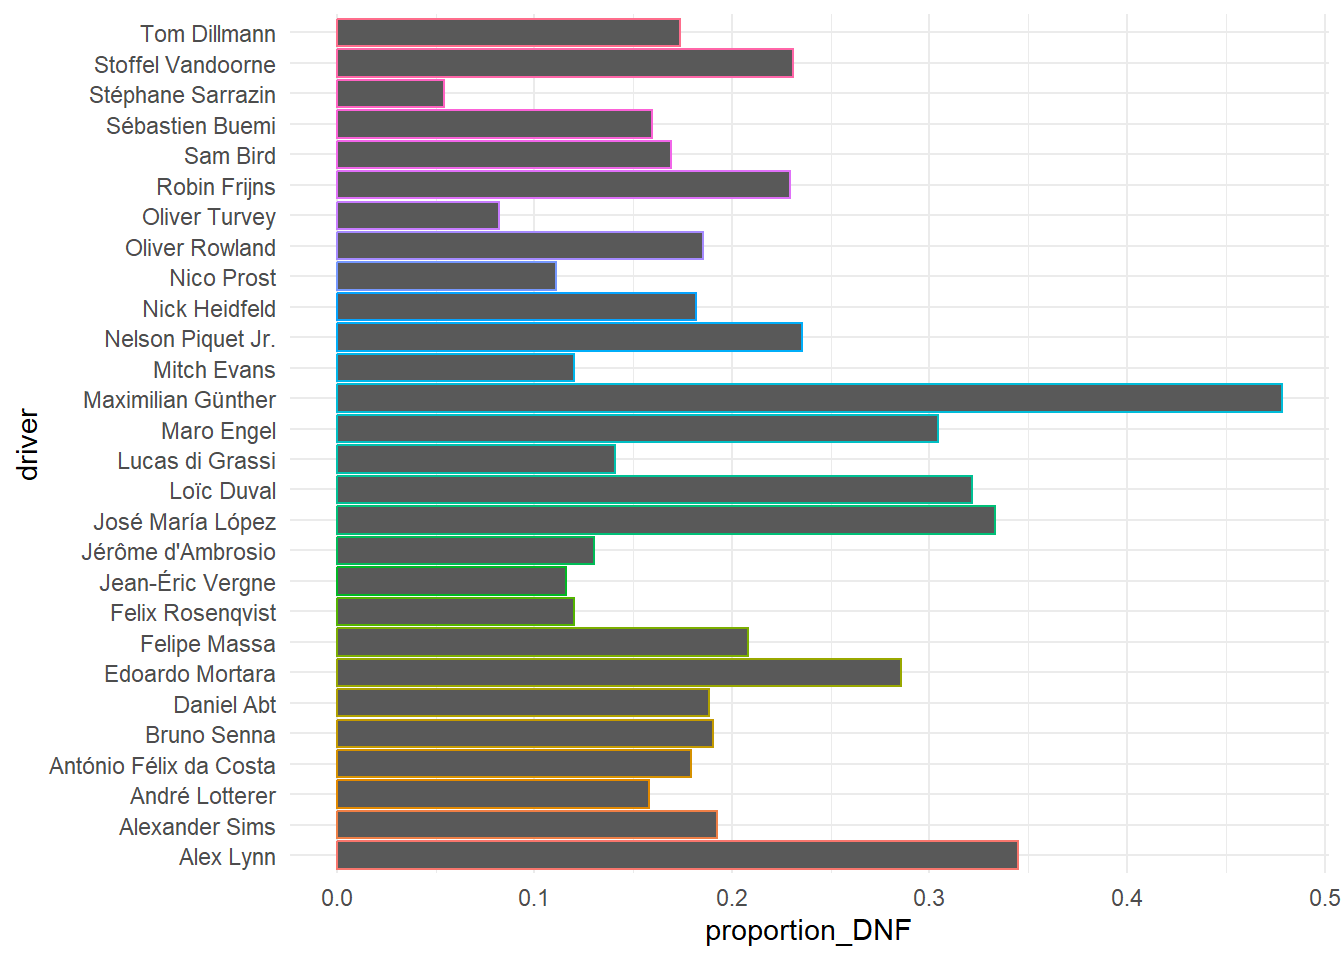 Tom Dillmann
Stoffel Vandoorne
Stéphane Sarrazin
Sébastien Buemi
Sam Bird
Robin Frijns
Oliver Turvey
Oliver Rowland
Nico Prost
Nick Heidfeld
Nelson Piquet Jr.
Mitch Evans
Maximilian Günther
Maro Engel
Lucas di Grassi
Loïc Duval
José María López
Jérôme d'Ambrosio
Jean-Éric Vergne
Felix Rosenqvist
Felipe Massa
Edoardo Mortara
Daniel Abt
Bruno Senna
António Félix da Costa
André Lotterer
Alexander Sims
Alex Lynn
driver
0.0 0.1 0.2 0.3 0.4 0.5
proportion_DNF